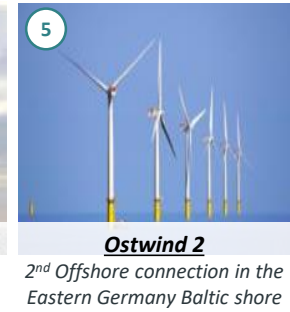 5
Ostwind 2
2nd Offshore connection in the
Eastern Germany Baltic shore